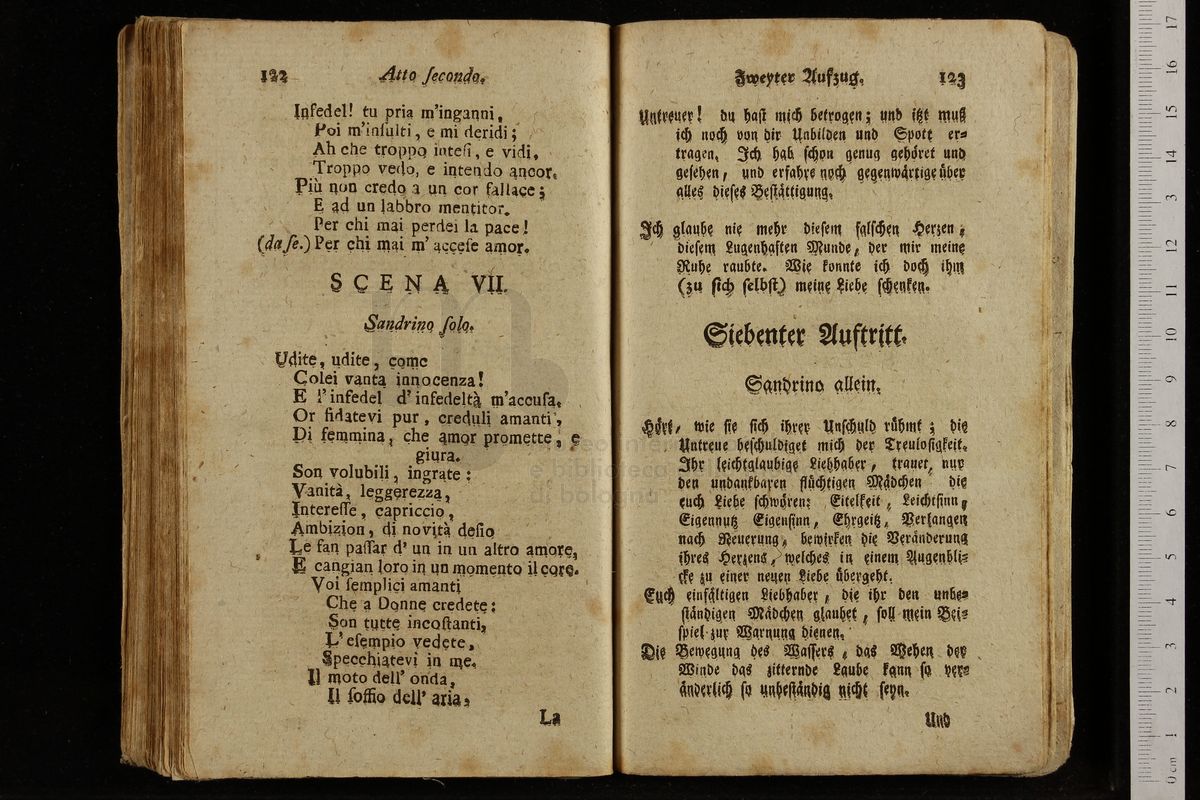 122 Atto ſecondo.
Infedel! tu pria m'inganni,
Poi m'inſulti, e mi deridi;
Ah che troppo inteſi, e vidi,
Troppo vedo, e intendo ancor.
Più non credo a un cor fallace;
E ad un labbro mentitor.
Per chi mai perdei la pace!
(da ſe.) Per chi mai m' acceſe amor.
SCENA VII.
Sandrino ſolo.
Udite, udite, come
Colei vanta innocenza!
E l'infedel d'infedeltà m'accuſa.
Or fidatevi pur, creduli amanti,
Di femmina, che amor promette, e
giura.
Son volubili, ingrate:
Vanità, leggerezza,
Intereſſe, capriccio,
Ambizion, di novità deſio
Le fan paſſar d' un in un altro amore,
E cangian loro in un momento il core.
Voi ſemplici amanti
Che a Donne credete:
Son tutte incoſtanti,
L' eſempio vedete,
Specchiatevi in me.
Il moto dell' onda,
Il ſoffio dell' aria,
La
Zweyter Aufzug. 123
Untreuer! du haſt mich betrogen; und itzt muß
ich noch von dir Unbilden und Spott er-
tragen. Ich hab ſchon genug gehöret und
geſehen, und erfahre noch gegenwärtige über
alles dieſes Beſtättigung.
Ich glaube nie mehr dieſem falſchen Herzen,
dieſem Lugenhaften Munde, der mir meine
Ruhe raubte. Wie konnte ich doch ihm
(zu ſich ſelbſt) meine Liebe ſchenken.
Siebenter Auftritt.
Sandrino allein.
Hört, wie ſie ſich ihrer Unſchuld rühmt; die
Untreue beſchuldiget mich der Treuloſigkeit.
Ihr leichtglaubige Liebhaber, trauet, nur
den undankbaren flüchtigen Mädchen die
euch Liebe ſchwören: Eitelkeit, Leichtſinn,
Eigennutz Eigenſinn, Ehrgeitz, Verlangen
nach Neuerung, bewirken die Veränderung
ihres Herzens, welches in einem Augenbli-
cke zu einer neuen Liebe übergeht.
Euch einfältigen Liebhaber, die ihr den unbe-
ſtändigen Mädchen glaubet, ſoll mein Bei-
ſpiel zur Warnung dienen.
Die Bewegung des Waſſers, das Wehen der
Winde das zitternde Laube kann ſo ver-
änderlich ſo unbeſtändig nicht ſeyn.
Und